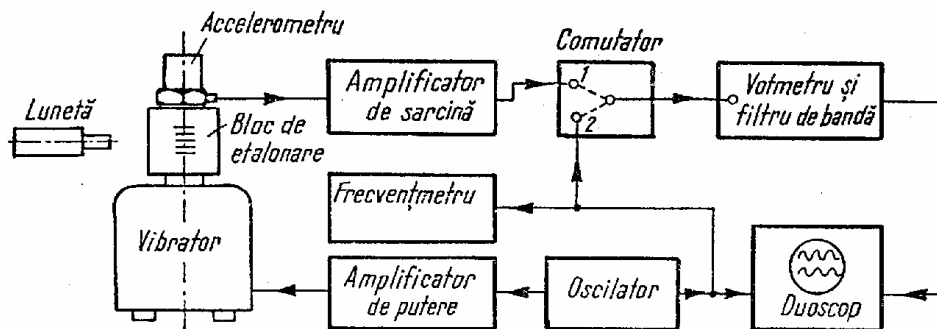 Accelerometru
Comutator
Amplificator
de sarcină
1
2
Votmetru și
filtru de bandă
Lunetă
Bloc de
etalonare
Frecvențmetru
Vibrator
Amplificator
de putere
Oscilator
Duoscop